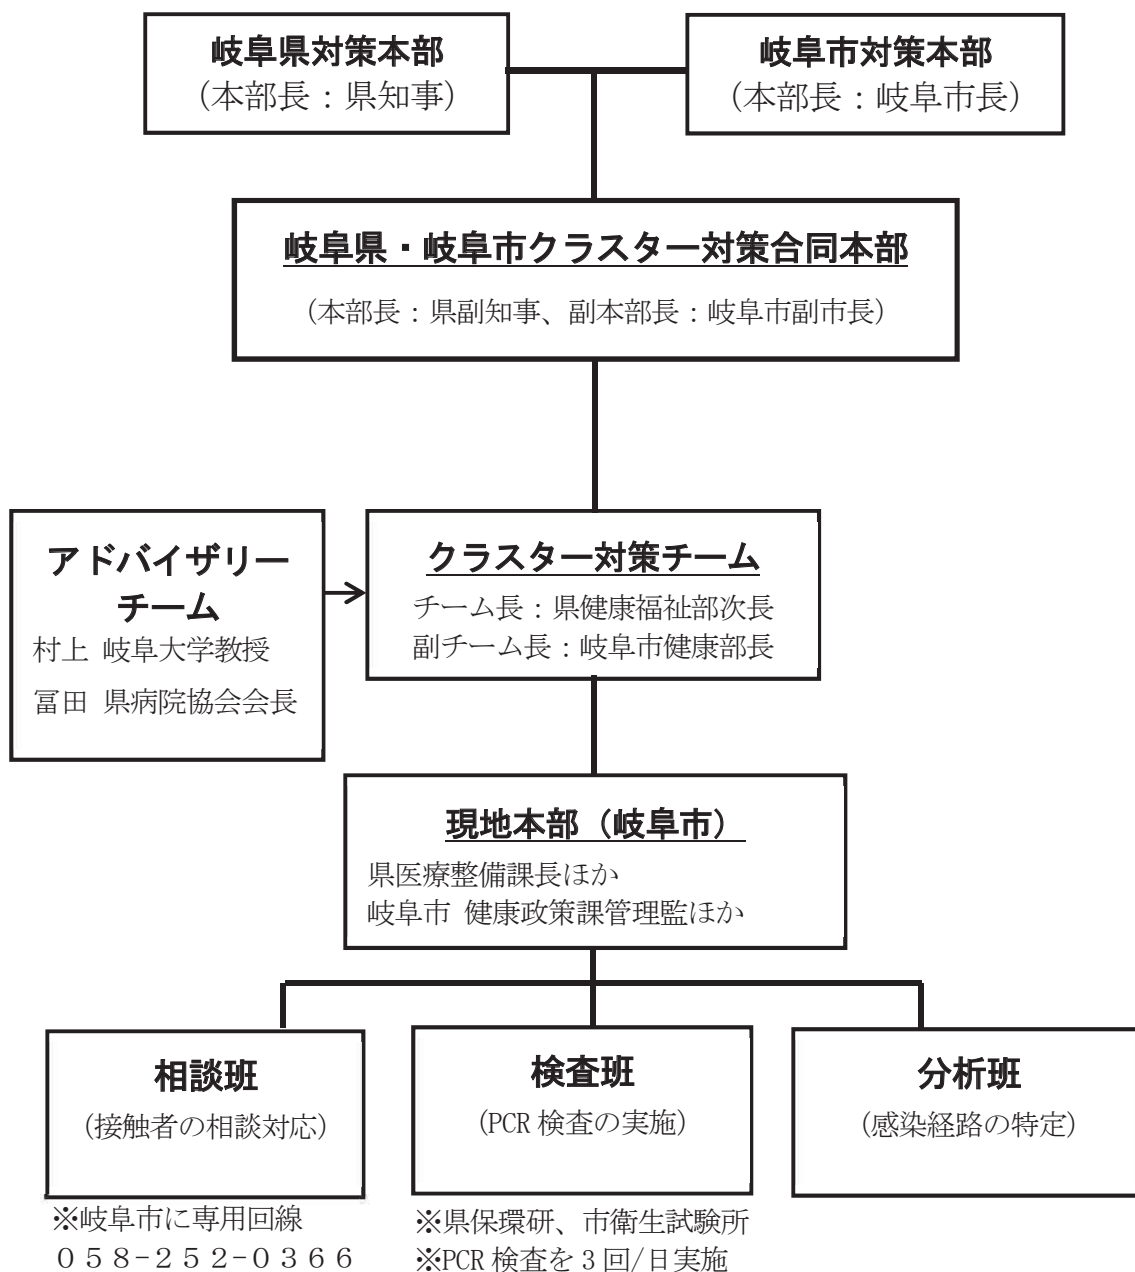 岐阜県対策本部
(本部長：県知事)
岐阜市対策本部
(本部長：岐阜市長)
岐阜県・岐阜市クラスター対策合同本部
(本部長：県副知事、副本部長：岐阜市副市長)
アドバイザリー
チーム
村上 岐阜大学教授
冨田 県病院協会会長
クラスター対策チーム
チーム長：県健康福祉部次長
副チーム長：岐阜市健康部長
現地本部（岐阜市）
県医療整備課長ほか
岐阜市 健康政策課管理監ほか
相談班
(接触者の相談対応)
※岐阜市に専用回線
０５８-２５２-０３６６
検査班
(PCR 検査の実施)
※県保環研、市衛生試験所
※PCR 検査を３回/日実施
分析班
(感染経路の特定)